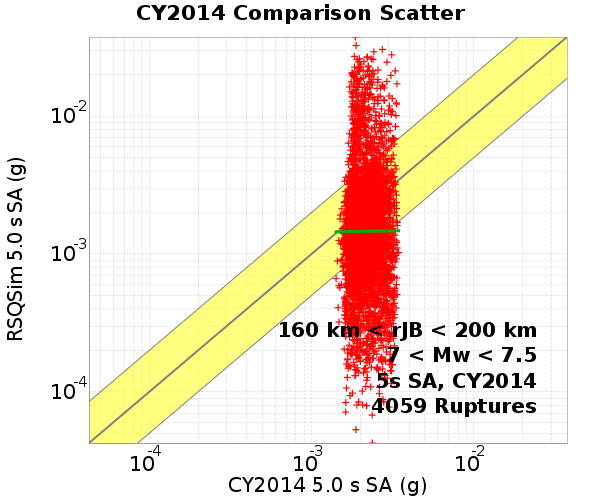 CY2014 Comparison Scatter
RSQSim 5.0 s SA (g)
10-2
10-3
10-4
160 km < rJB < 200 km
7 < Mw < 7.5
5s SA, CY2014
4059 Ruptures
10-4 10-3 10-2
CY2014 5.0 s SA (g)